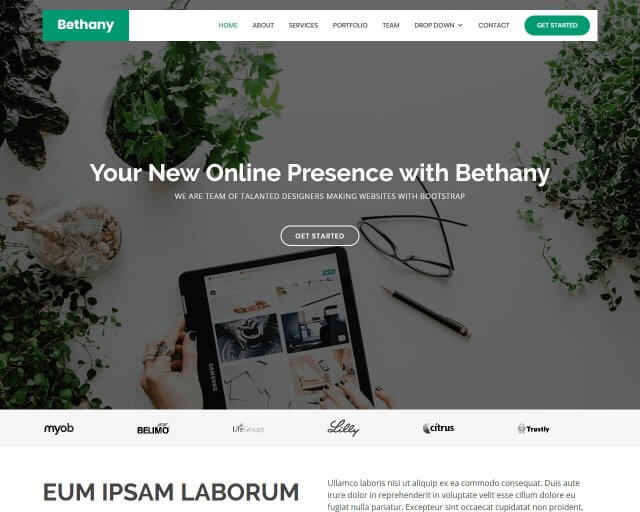 Bethany
HOME ABOUT SERVICES PORTFOLIO TEAM DROP DOWN CONTACT GET STARTED
Your New Online Presence with Bethany
WE ARE TEAM OF TALANTED DESIGNERS MAKING WEBSITES WITH BOOTSTRAP
GET STARTED
SAMSUNG
myob BELIMO LifeGroups Lilly citrus Trustly
EUM IPSAM LABORUM
Ullamco laboris nisi ut aliquip ex ea commodo consequat. Duis aute
irure dolor in reprehenderit in voluptate velit esse cillum dolore eu
fugiat nulla pariatur. Excepteur sint occaecat cupidatat non proident,